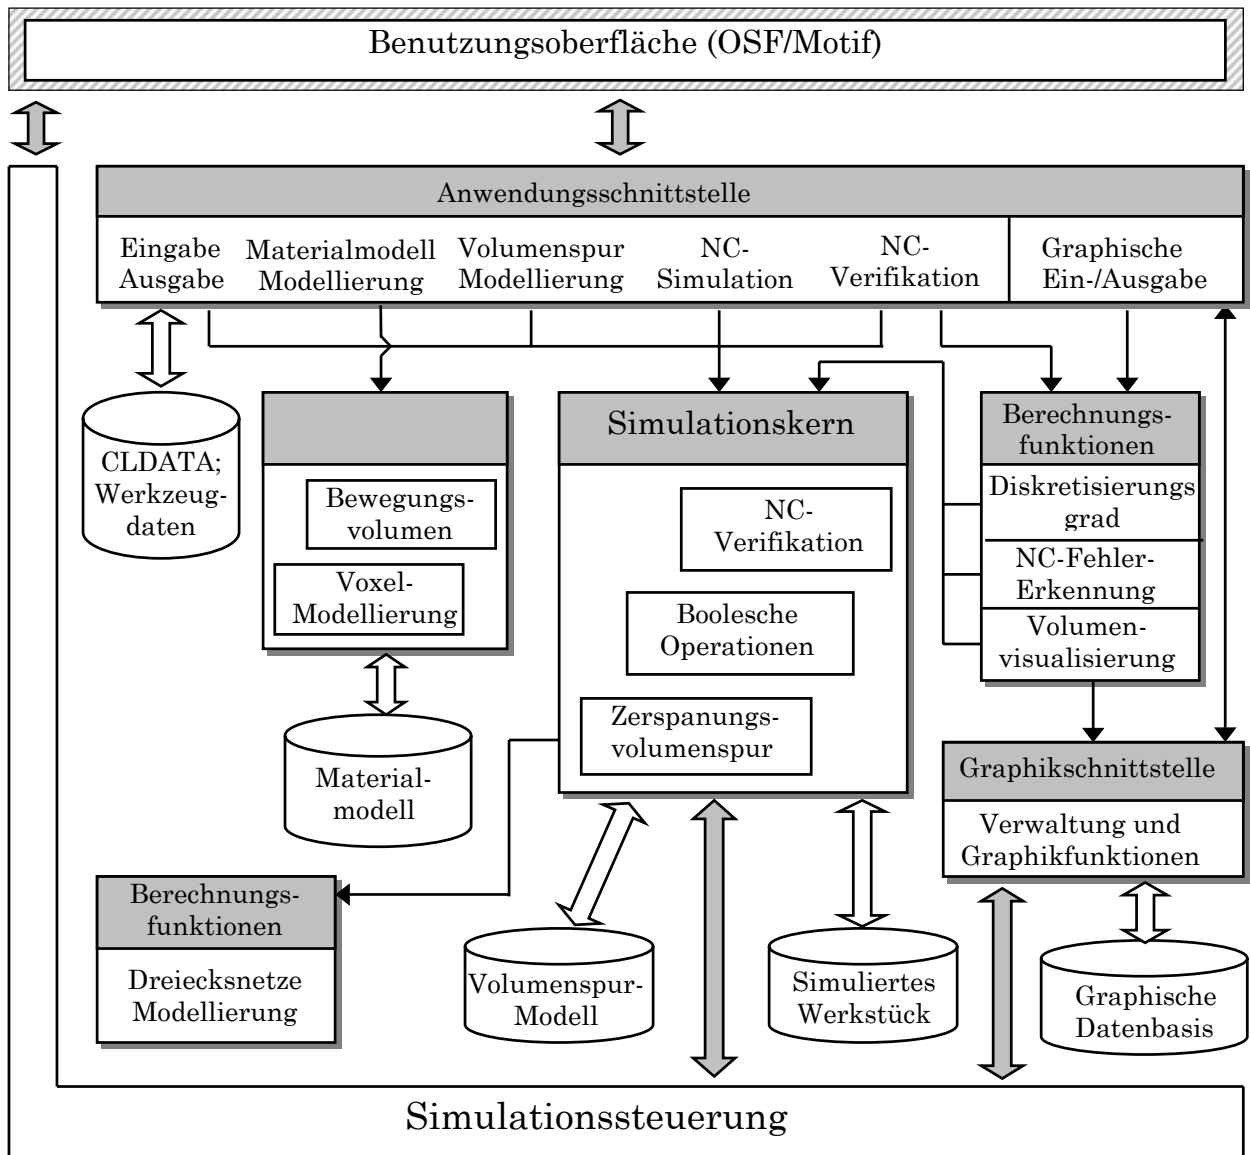 Benutzungsoberfläche (OSF/Motif)
Anwendungsschnittstelle
Eingabe
Ausgabe
Materialmodell
Modellierung
Volumenspur
Modellierung
NC-
Simulation
NC-
Verifikation
Graphische
Ein-/Ausgabe
CLDATA;
Werkzeug-
daten
Bewegungs-
volumen
Voxel-
Modellierung
Material-
modell
Simulationskern
NC-
Verifikation
Boolesche
Operationen
Zerspanungs-
volumenspur
Berechnungs-
funktionen
Diskretisierungs
grad
NC-Fehler-
Erkennung
Volumen-
visualisierung
Graphikschnittstelle
Verwaltung und
Graphikfunktionen
Berechnungs-
funktionen
Dreiecksnetze
Modellierung
Volumenspur-
Modell
Simuliertes
Werkstück
Graphische
Datenbasis
Simulationssteuerung